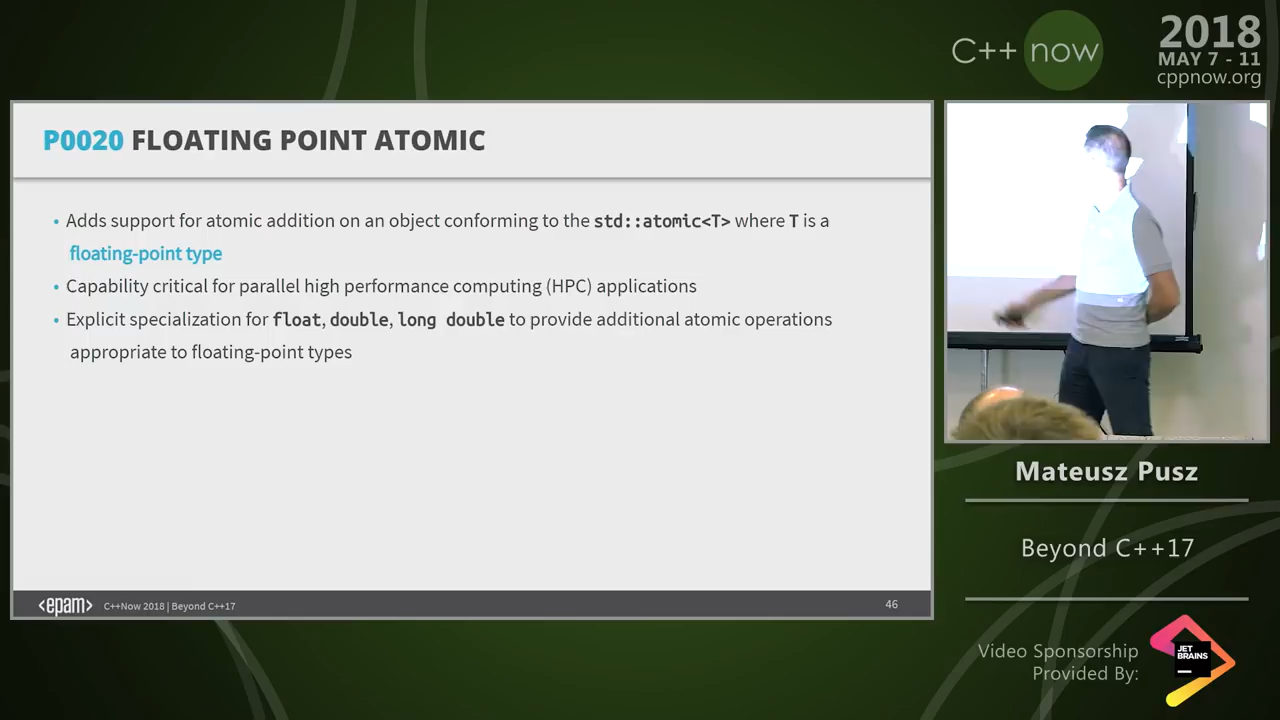 C++ now
2018
MAY 7 - 11
cppnow.org
P0020 FLOATING POINT ATOMIC
• Adds support for atomic addition on an object conforming to the std::atomic<T> where T is a
floating-point type
• Capability critical for parallel high performance computing (HPC) applications
• Explicit specialization for float, double, long double to provide additional atomic operations
appropriate to floating-point types
<epam> C++Now 2018 | Beyond C++17
46
Mateusz Pusz
Beyond C++17
Video Sponsorship
Provided By:
JET
BRAINS